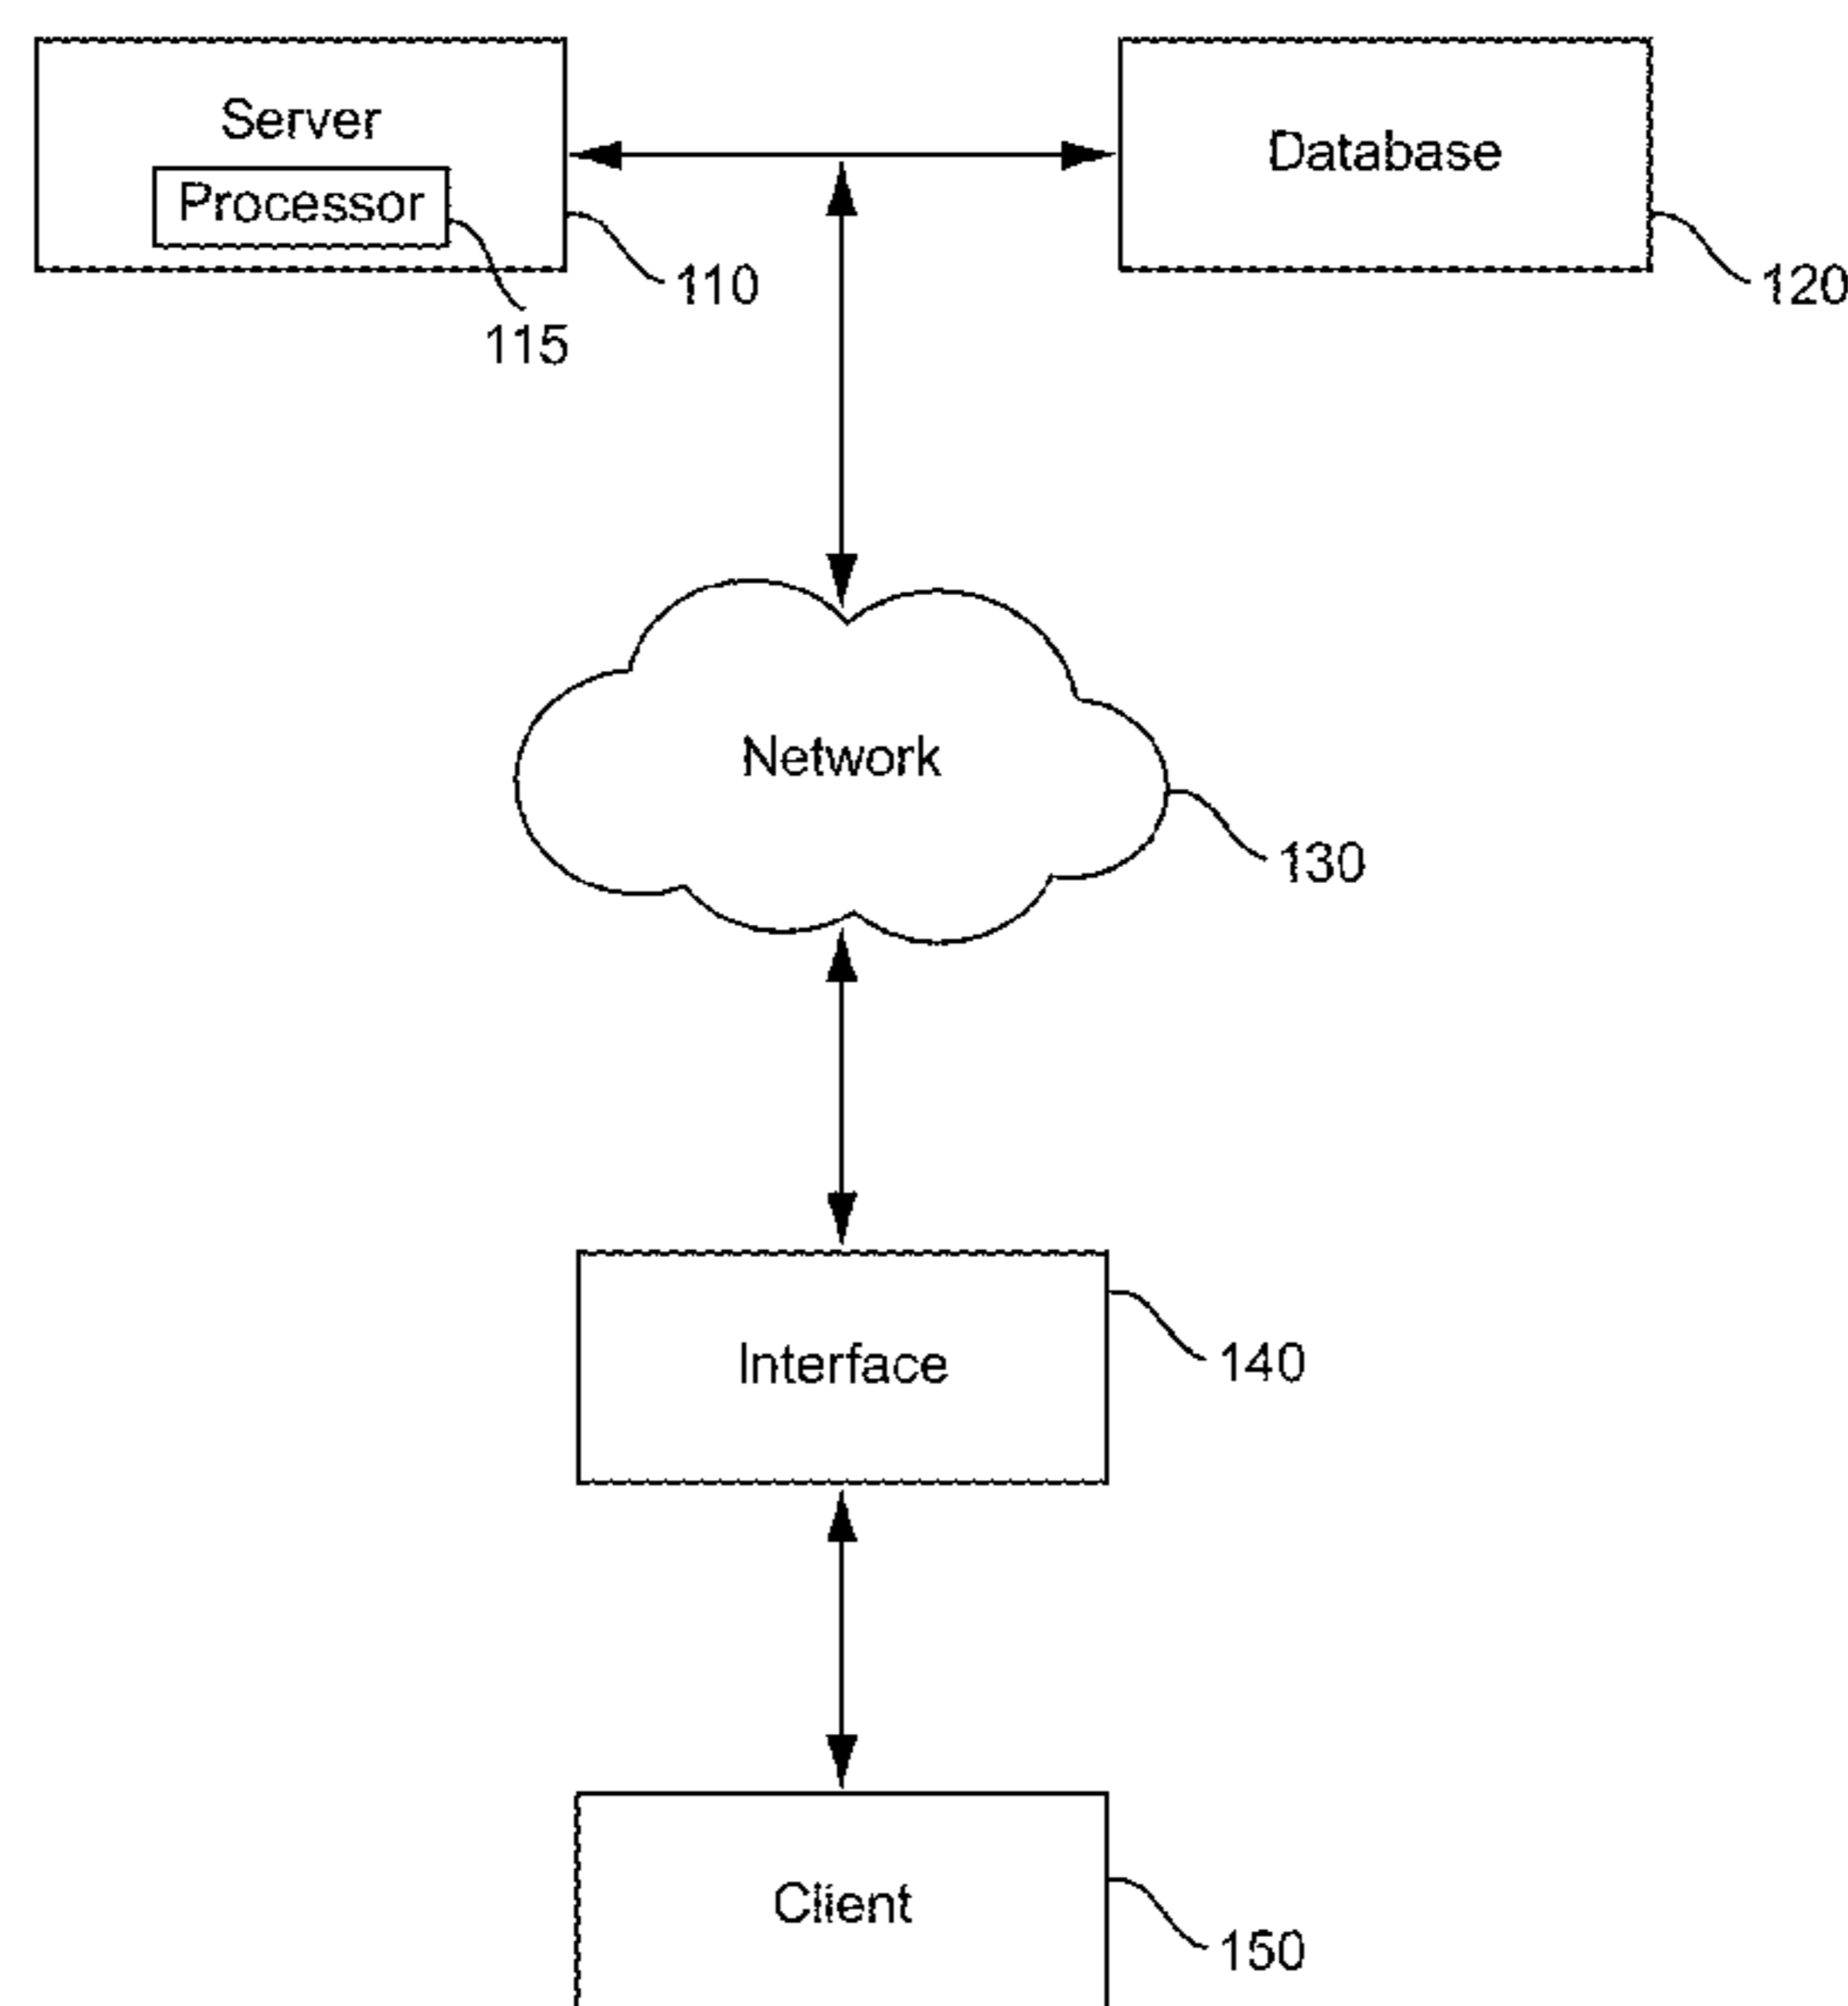 Server
Database
Processor
110
120
115
Network
130
Interface
140
Client
150